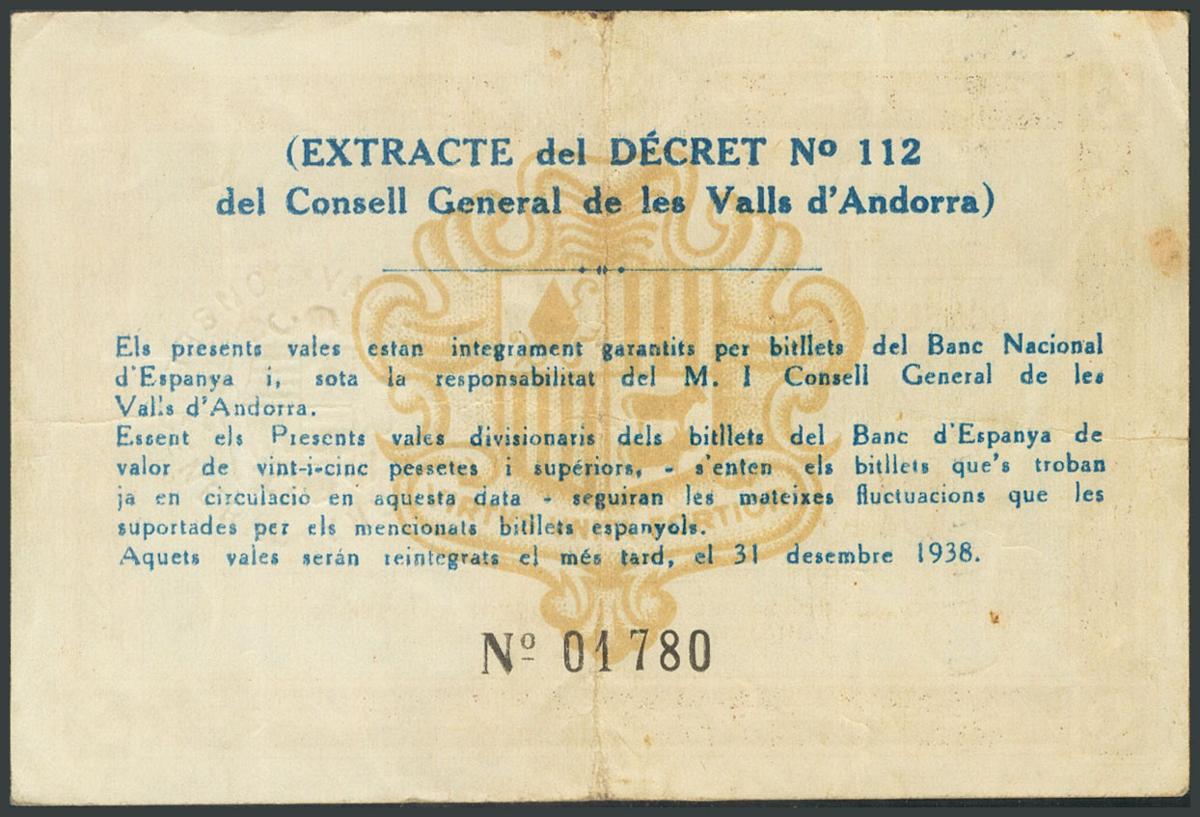 (EXTRACTE del DÉCRET Nº 112
del Consell General de les Valls d'Andorra)
Els presents vales estan integrament garantits per bitllets del Banc Nacional
d'Espanya i, sota la responsabilitat del M. I Consell General de les
Valls d'Andorra.
Essent els Presents vales divisionaris dels bitllets del Banc d'Espanya de
valor de vint-i-cinc pessetes i supériors, - s'enten els bitllets que's troban
ja en circulació en aquesta data - seguiran les mateixes fluctuacions que les
suportades per els mencionats bitllets espanyols.
Aquets vales serán reintegrats el més tard, el 31 desembre 1938.
Nº 01780